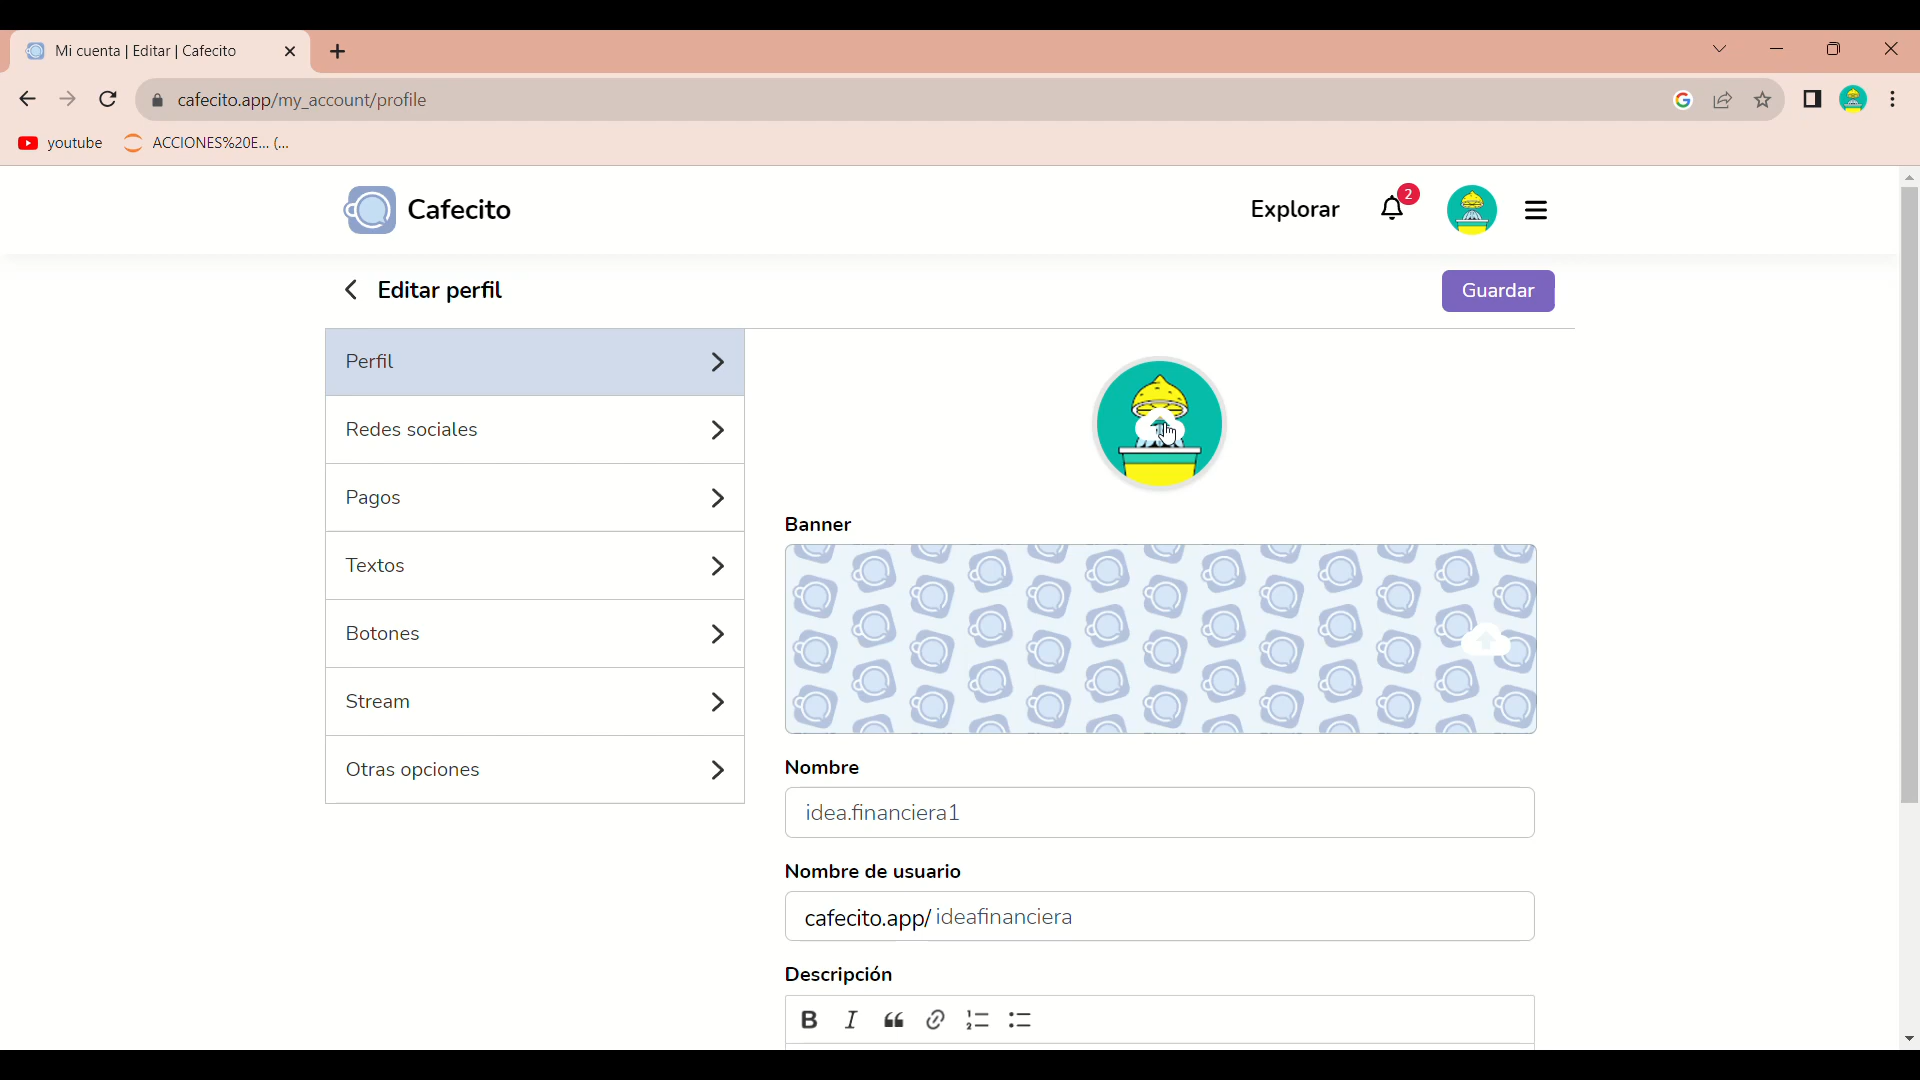 Mi cuenta | Editar | Cafecito
cafecito.app/my_account/profile
youtube
ACCIONES%20E... (...
Cafecito
Explorar
2
Editar perfil
Guardar
Perfil
Redes sociales
Pagos
Textos
Botones
Stream
Otras opciones
Banner
Nombre
idea.financiera1
Nombre de usuario
cafecito.app/ ideafinanciera
Descripción